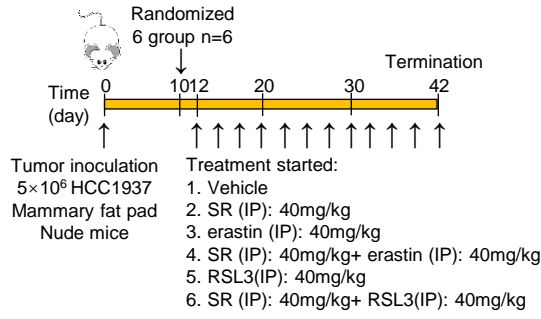 Randomized
6 group n=6
Termination
Time
(day)
0 10 12 20 30 42
Tumor inoculation
5×10⁶ HCC1937
Mammary fat pad
Nude mice
Treatment started:
1. Vehicle
2. SR (IP): 40mg/kg
3. erastin (IP): 40mg/kg
4. SR (IP): 40mg/kg+ erastin (IP): 40mg/kg
5. RSL3(IP): 40mg/kg
6. SR (IP): 40mg/kg+ RSL3(IP): 40mg/kg